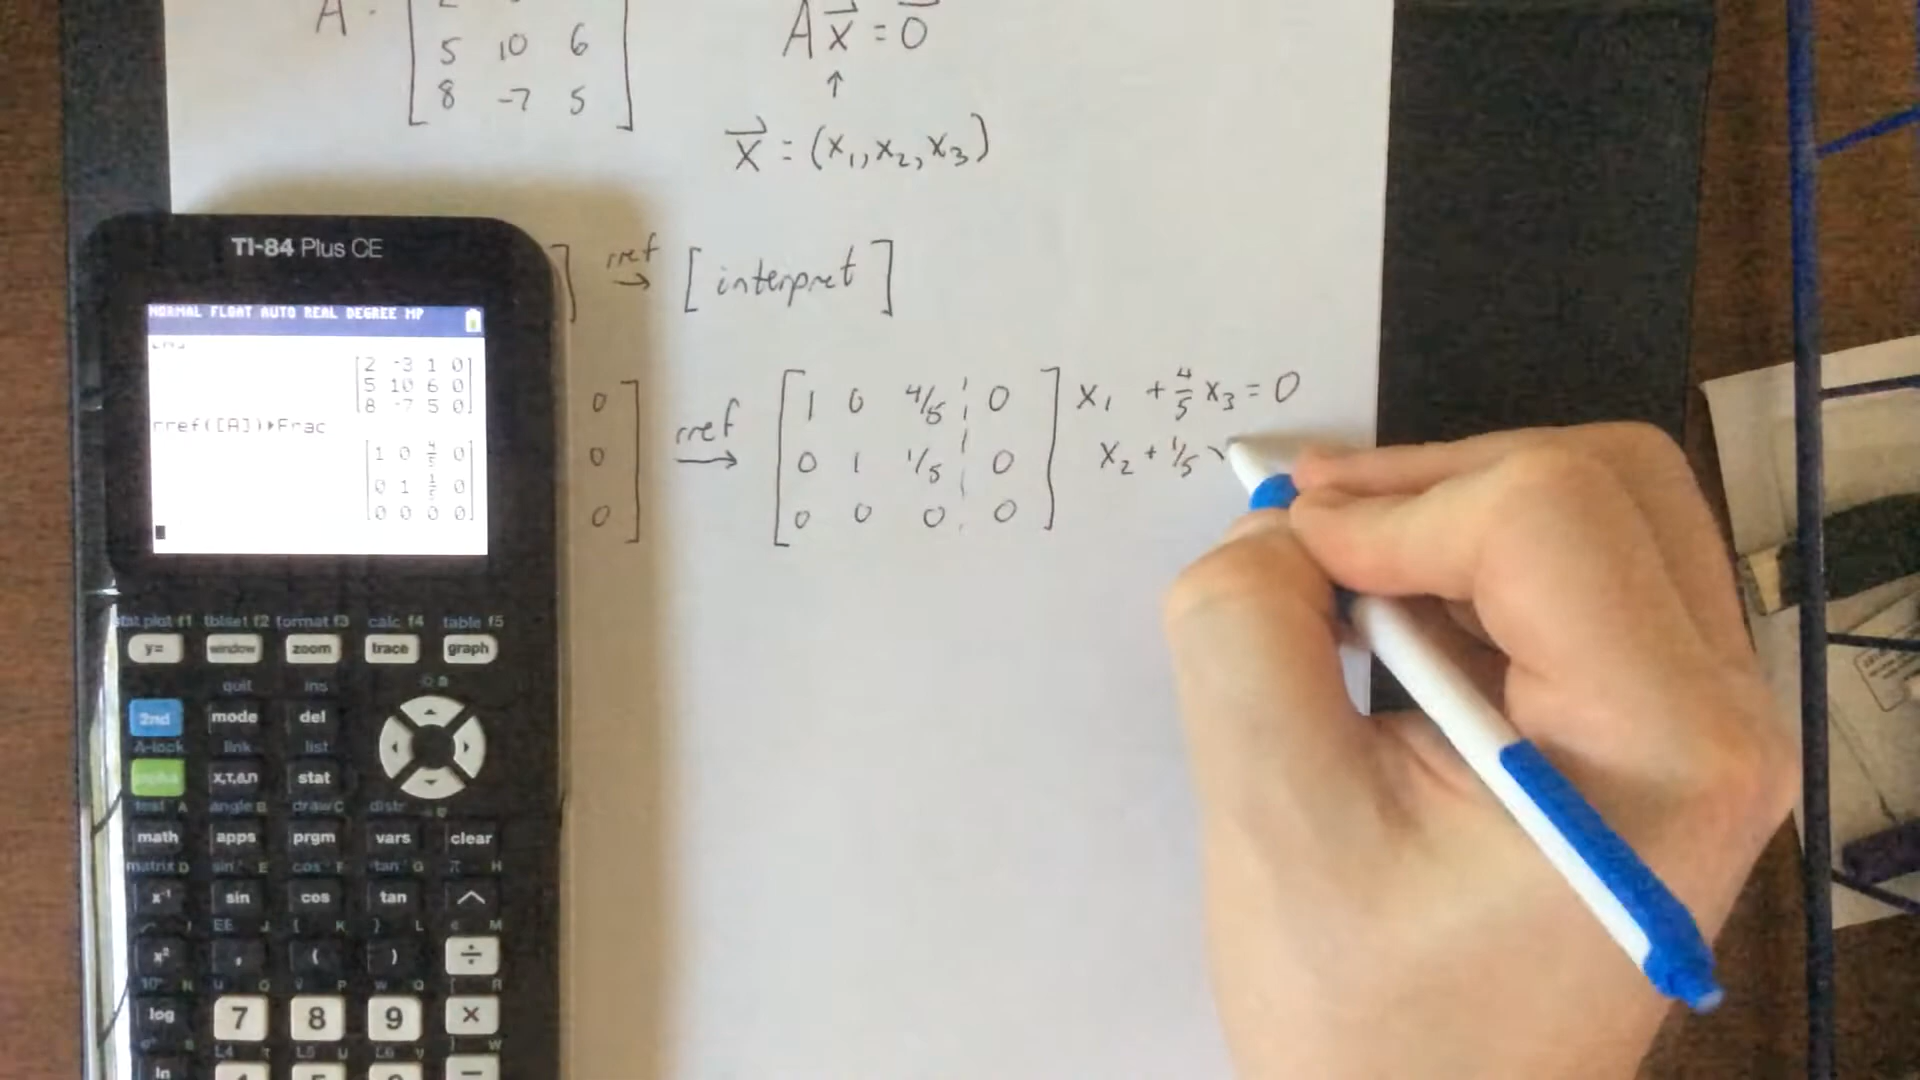 A
5 10 6
8 -7 5
Ax = 0
↑
x = (x1, x2, x3)
rref → [ interpret ]
0
0
0
rref →
1 0 4/5 0
0 1 1/5 0
0 0 0 0
x1 + 4/5 x3 = 0
x2 + 1/5
TI-84 Plus CE
NORMAL FLOAT AUTO REAL DEGREE MP
[2 -3 1 0]
[5 10 6 0]
[8 -7 5 0]
rref([A])▶Frac
[1 0 4/5 0]
[0 1 1/5 0]
[0 0 0 0]
stat plot f1 tblset f2 format f3 calc f4 table f5
y= window zoom trace graph
quit ins
2nd mode del
A-lock link list
alpha X,T,θ,n stat
test A angle B draw C distr
math apps prgm vars clear
matrix D sin⁻¹ E cos⁻¹ F tan⁻¹ G π H
x⁻¹ sin cos tan ^
EE J { K } L e M
x² , ( ) ÷
10ˣ N u O v P w Q [ R
log 7 8 9 ×
L4 T L5 U L6 V ] W
ln −